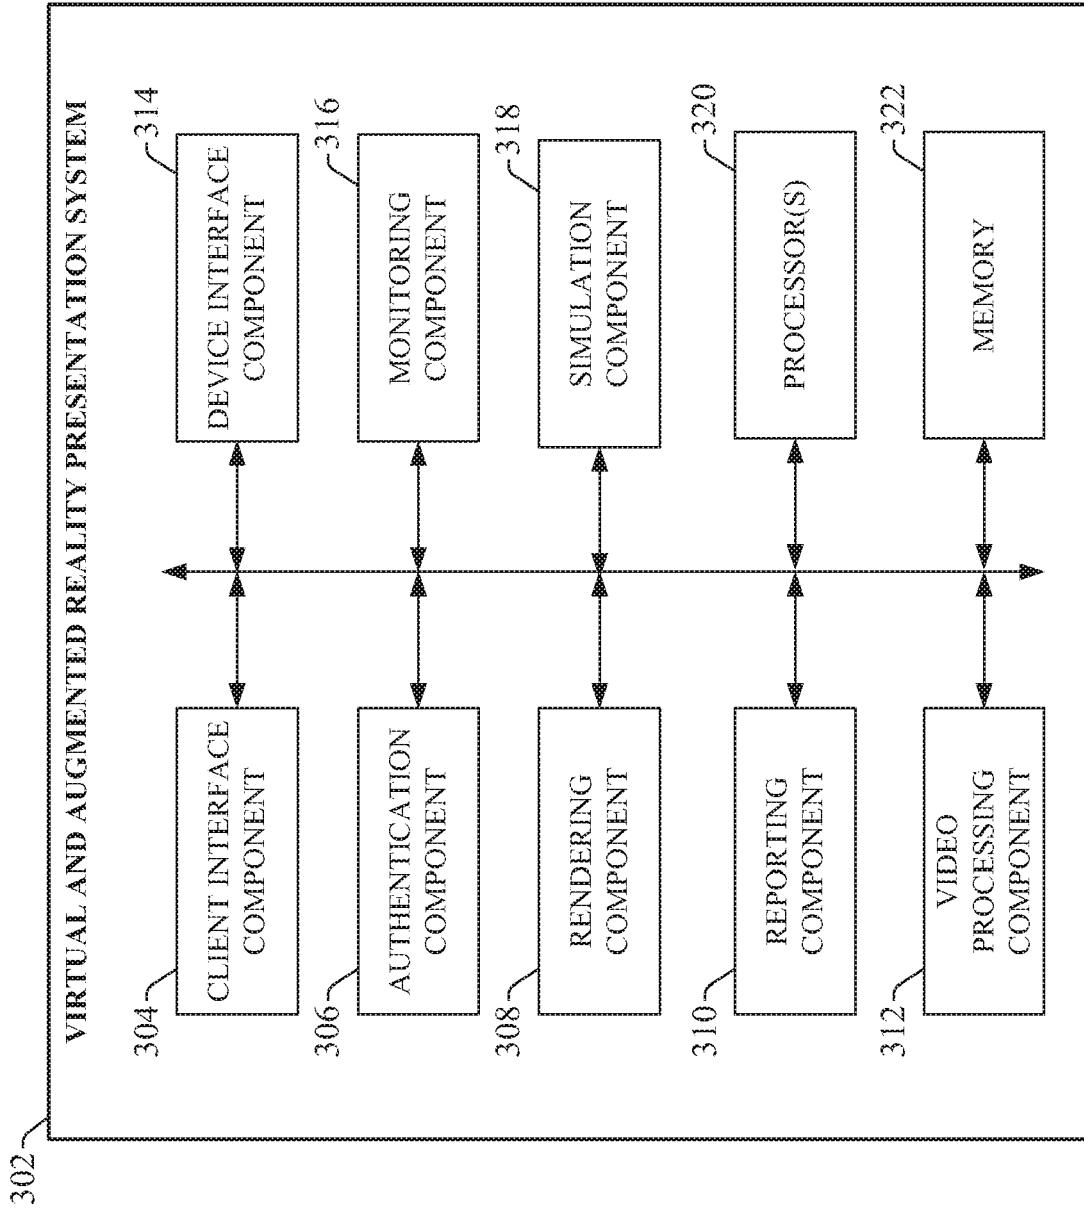 302
VIRTUAL AND AUGMENTED REALITY PRESENTATION SYSTEM
304
CLIENT INTERFACE
COMPONENT
306
AUTHENTICATION
COMPONENT
308
RENDERING
COMPONENT
310
REPORTING
COMPONENT
312
VIDEO
PROCESSING
COMPONENT
314
DEVICE INTERFACE
COMPONENT
316
MONITORING
COMPONENT
318
SIMULATION
COMPONENT
320
PROCESSOR(S)
322
MEMORY